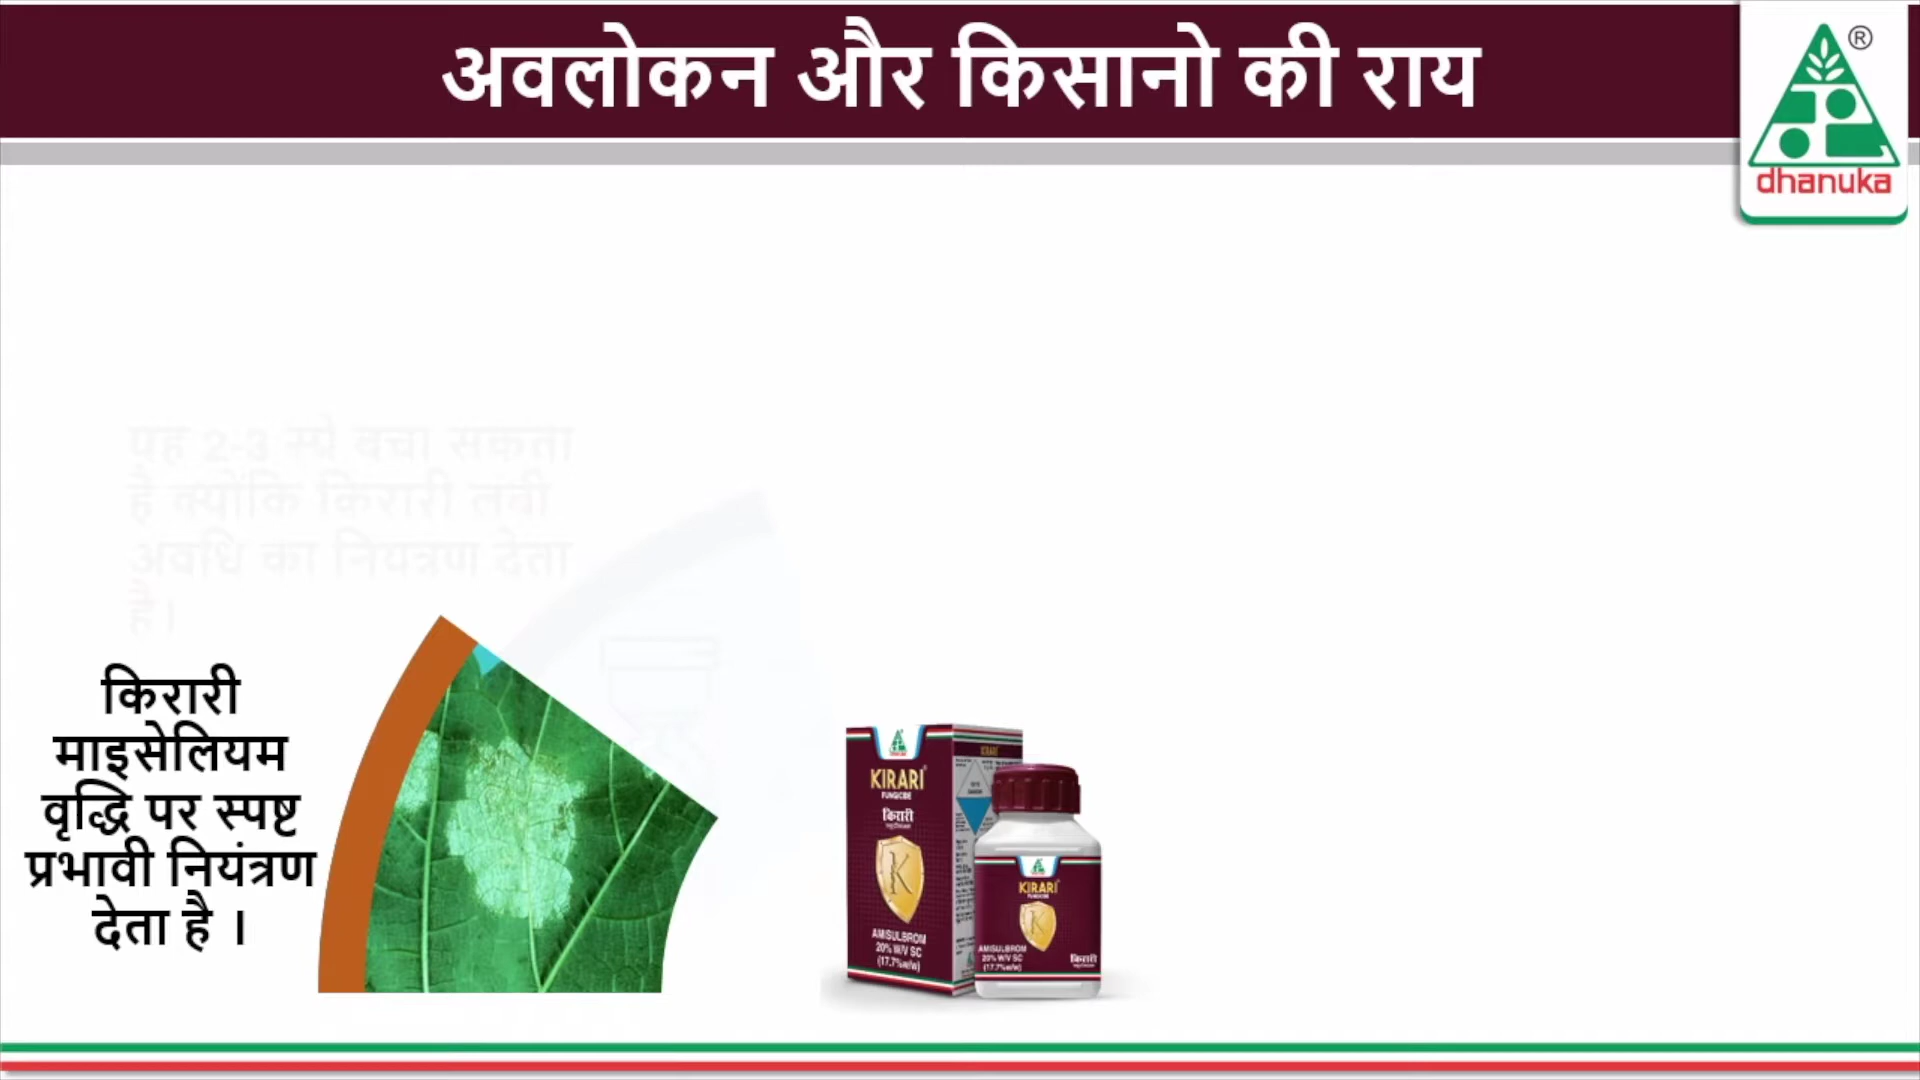 अवलोकन और किसानो की राय
®
dhanuka
यह 2-3 स्प्रे बचा सकता
है क्योंकि किरारी लंबी
अवधि का नियंत्रण देता
है ।
किरारी
माइसेलियम
वृद्धि पर स्पष्ट
प्रभावी नियंत्रण
देता है ।
KIRARI
FUNGICIDE
किरारी
AMISULBROM
20% W/V SC
(17.7%w/w)
KIRARI
KIRARI
FUNGICIDE
AMISULBROM
20% W/V SC
(17.7%w/w)
किरारी